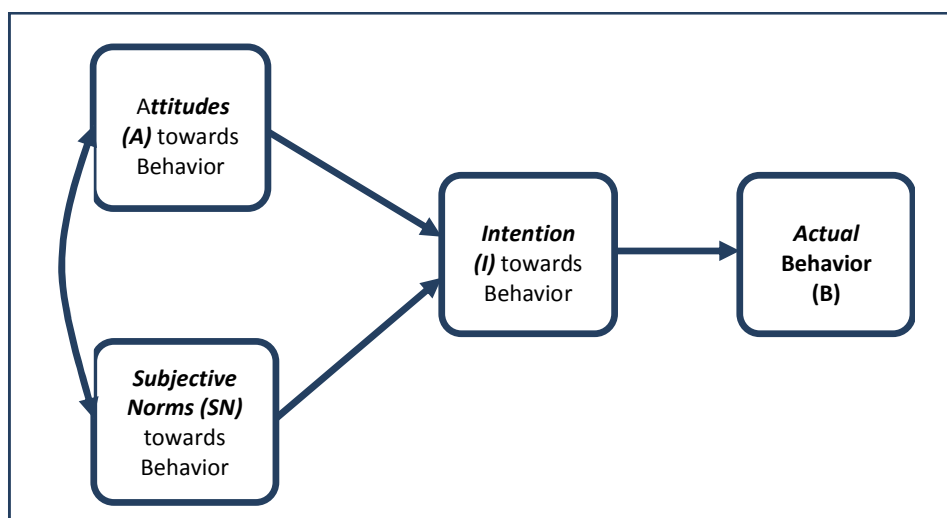 Attitudes
(A) towards
Behavior
Subjective
Norms (SN)
towards
Behavior
Intention
(I) towards
Behavior
Actual
Behavior
(B)